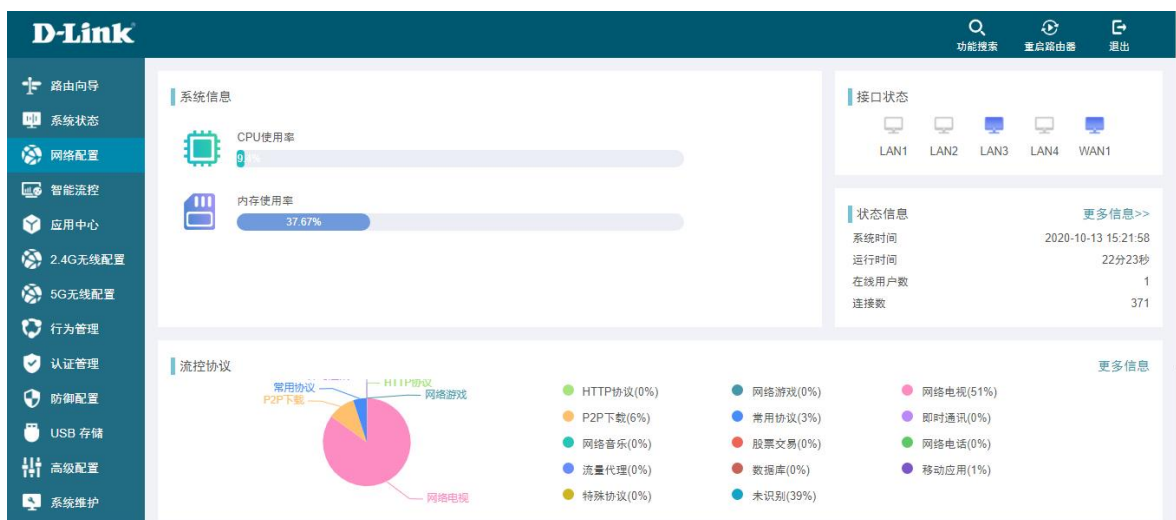 D-Link
功能搜索
重启路由器
退出
路由向导
系统状态
网络配置
智能流控
应用中心
2.4G无线配置
5G无线配置
行为管理
认证管理
防御配置
USB 存储
高级配置
系统维护
系统信息
CPU使用率
9
内存使用率
37.67%
接口状态
LAN1 LAN2 LAN3 LAN4 WAN1
状态信息 更多信息>>
系统时间 2020-10-13 15:21:58
运行时间 22分23秒
在线用户数 1
连接数 371
流控协议 更多信息
HTTP协议
常用协议
网络游戏
P2P下载
网络电视
HTTP协议(0%) 网络游戏(0%) 网络电视(51%)
P2P下载(6%) 常用协议(3%) 即时通讯(0%)
网络音乐(0%) 股票交易(0%) 网络电话(0%)
流量代理(0%) 数据库(0%) 移动应用(1%)
特殊协议(0%) 未识别(39%)